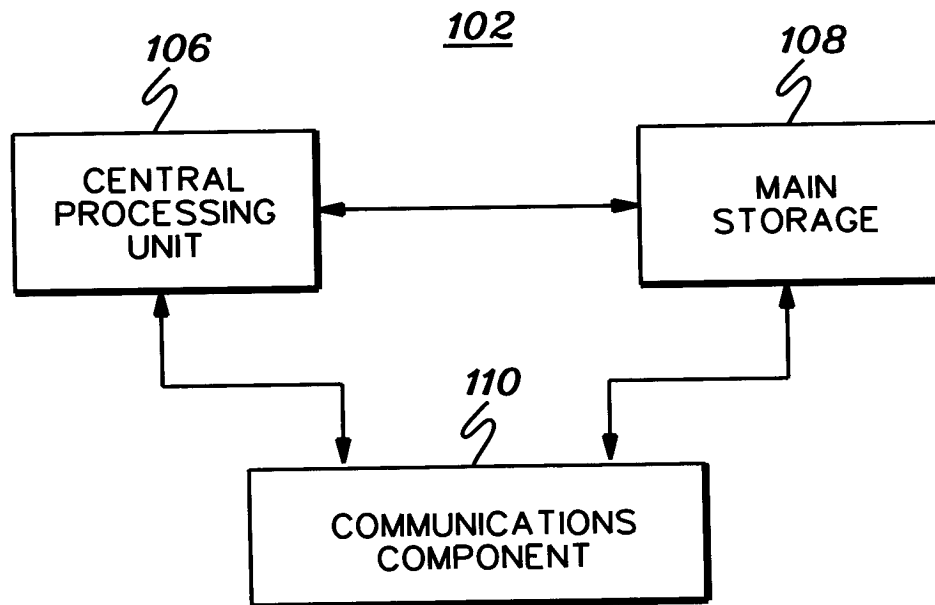 102
106
108
CENTRAL
PROCESSING
UNIT
MAIN
STORAGE
110
COMMUNICATIONS
COMPONENT